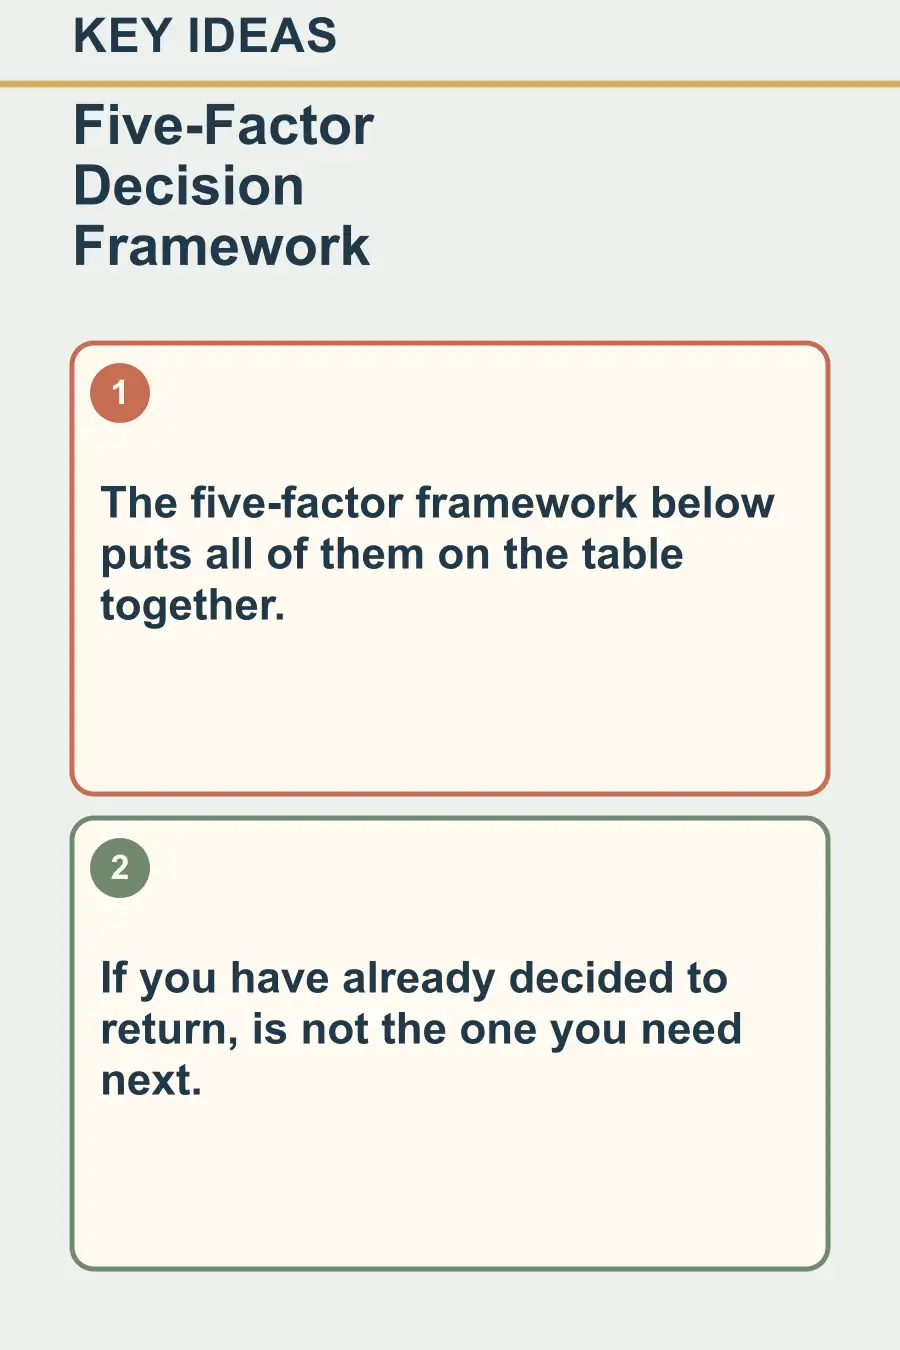 KEY IDEAS
Five-Factor
Decision
Framework
1
The five-factor framework below
puts all of them on the table
together.
2
If you have already decided to
return, is not the one you need
next.